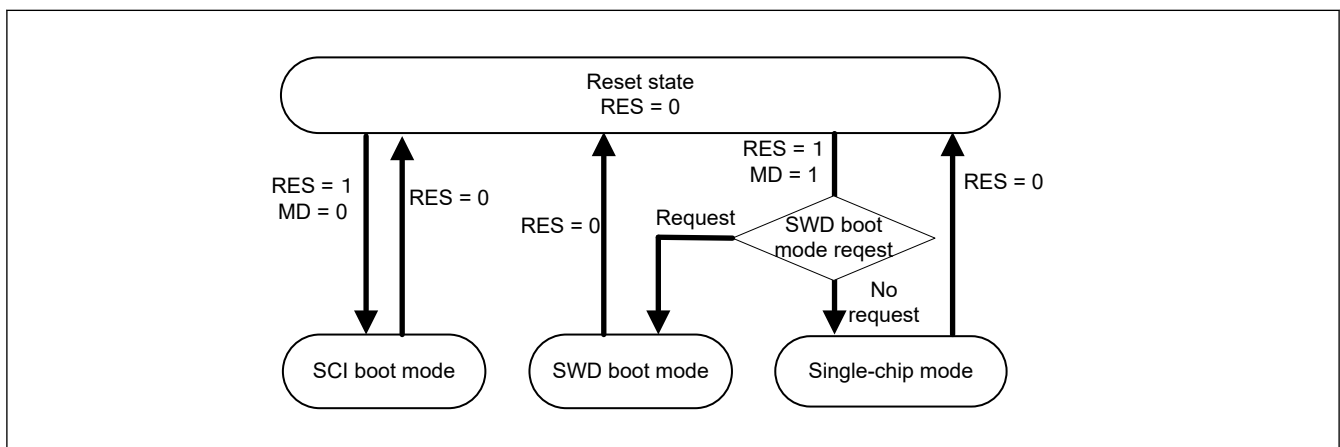 Reset state
RES = 0
RES = 1
MD = 0
RES = 0
RES = 0
RES = 1
MD = 1
RES = 0
Request
SWD boot
mode reqest
No
request
SCI boot mode
SWD boot mode
Single-chip mode